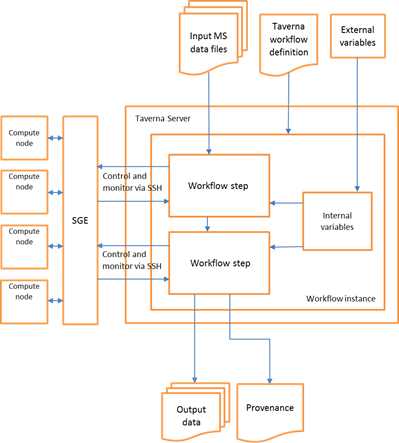 Input MS
data files
Taverna
workflow
definition
External
variables
Taverna Server
Compute
node
Compute
node
Compute
node
Compute
node
SGE
Control and
monitor via SSH
Workflow step
Internal
variables
Control and
monitor via SSH
Workflow step
Workflow instance
Output
data
Provenance